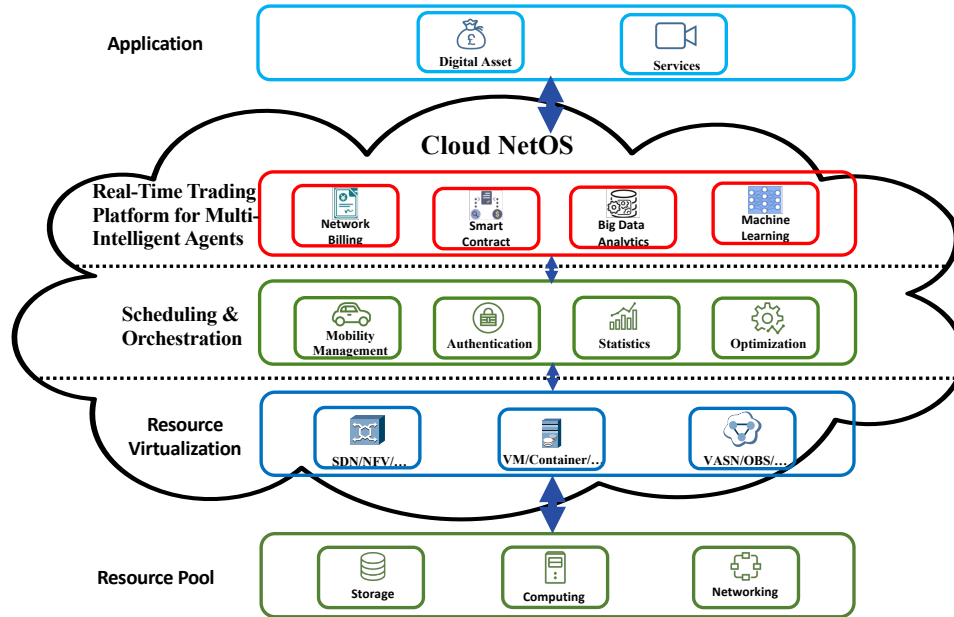 Application
Digital Asset
Services
Cloud NetOS
Real-Time Trading
Platform for Multi-
Intelligent Agents
Network
Billing
Smart
Contract
Big Data
Analytics
Machine
Learning
Scheduling &
Orchestration
Mobility
Management
Authentication
Statistics
Optimization
Resource
Virtualization
SDN/NFV/...
VM/Container/...
VASN/OBS/...
Resource Pool
Storage
Computing
Networking